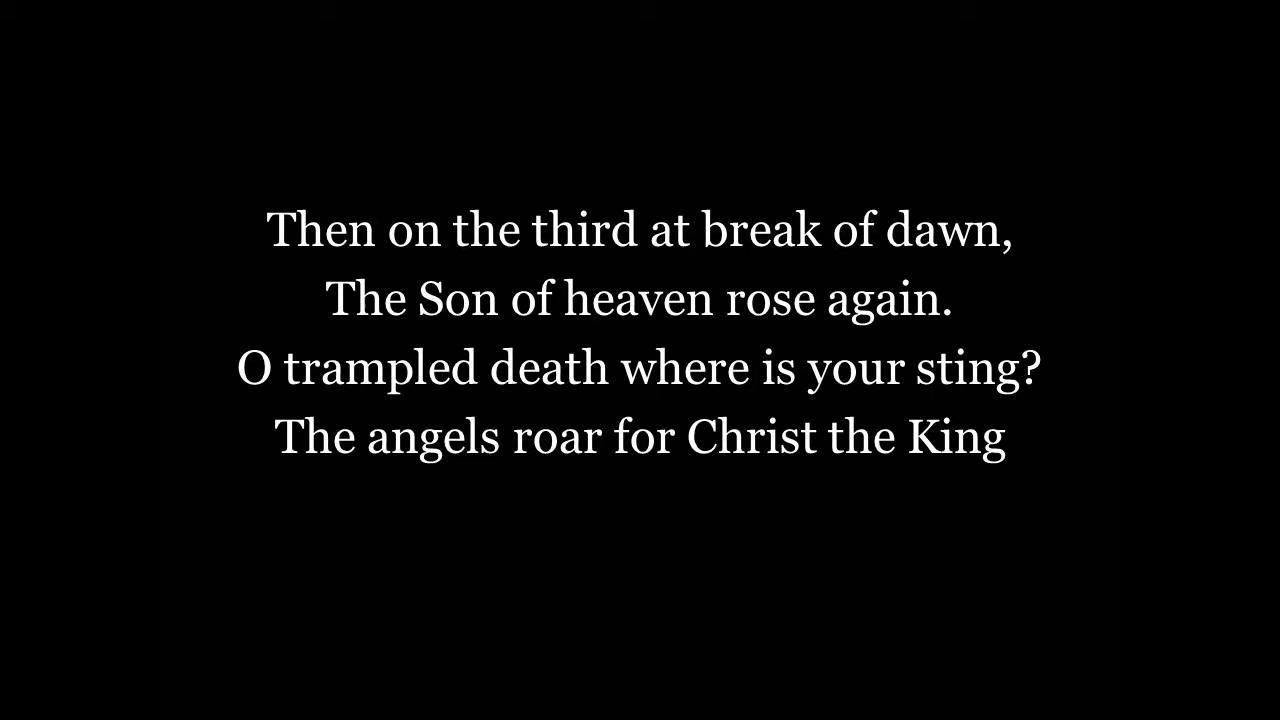 Then on the third at break of dawn,
The Son of heaven rose again.
O trampled death where is your sting?
The angels roar for Christ the King